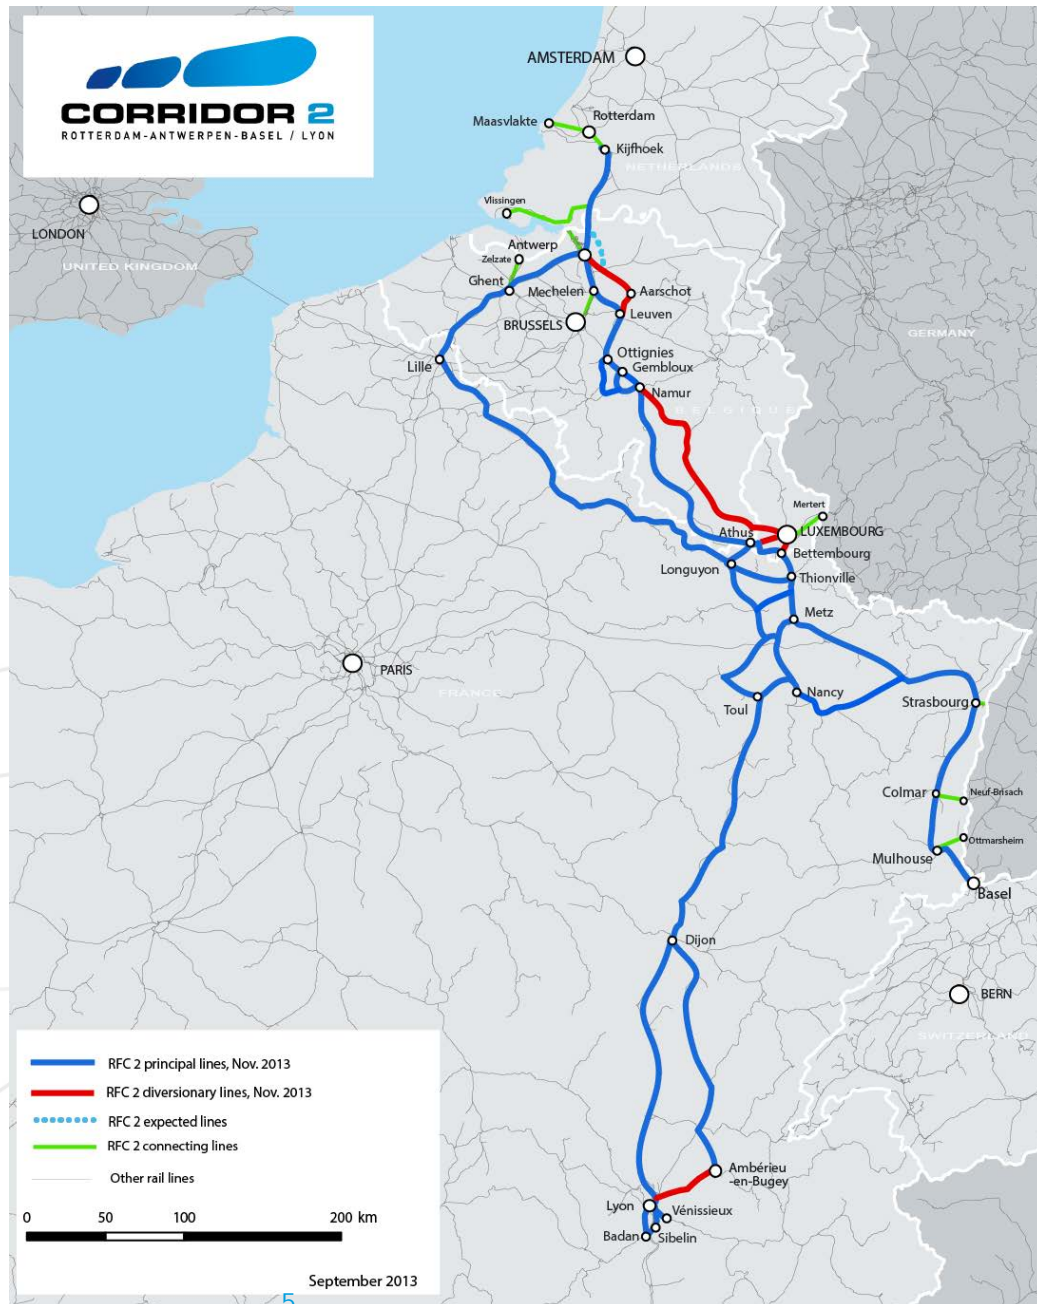 CORRIDOR 2
ROTTERDAM-ANTWERPEN-BASEL / LYON
AMSTERDAM
Maasvlakte
Rotterdam
Kijfhoek
NETHERLANDS
Vlissingen
LONDON
UNITED KINGDOM
Antwerp
Zelzate
Ghent
Mechelen
Aarschot
BRUSSELS
Leuven
GERMANY
Lille
Ottignies
Gembloux
Namur
BELGIQUE
Mertert
Athus
LUXEMBOURG
Bettembourg
Longuyon
Thionville
Metz
PARIS
FRANCE
Toul
Nancy
Strasbourg
Colmar
Neuf-Brisach
Ottmarsheim
Mulhouse
Basel
Dijon
BERN
SWITZERLAND
RFC 2 principal lines, Nov. 2013
RFC 2 diversionary lines, Nov. 2013
RFC 2 expected lines
RFC 2 connecting lines
Other rail lines
0 50 100 200 km
September 2013
Ambérieu
-en-Bugey
Lyon
Vénissieux
Badan
Sibelin
5